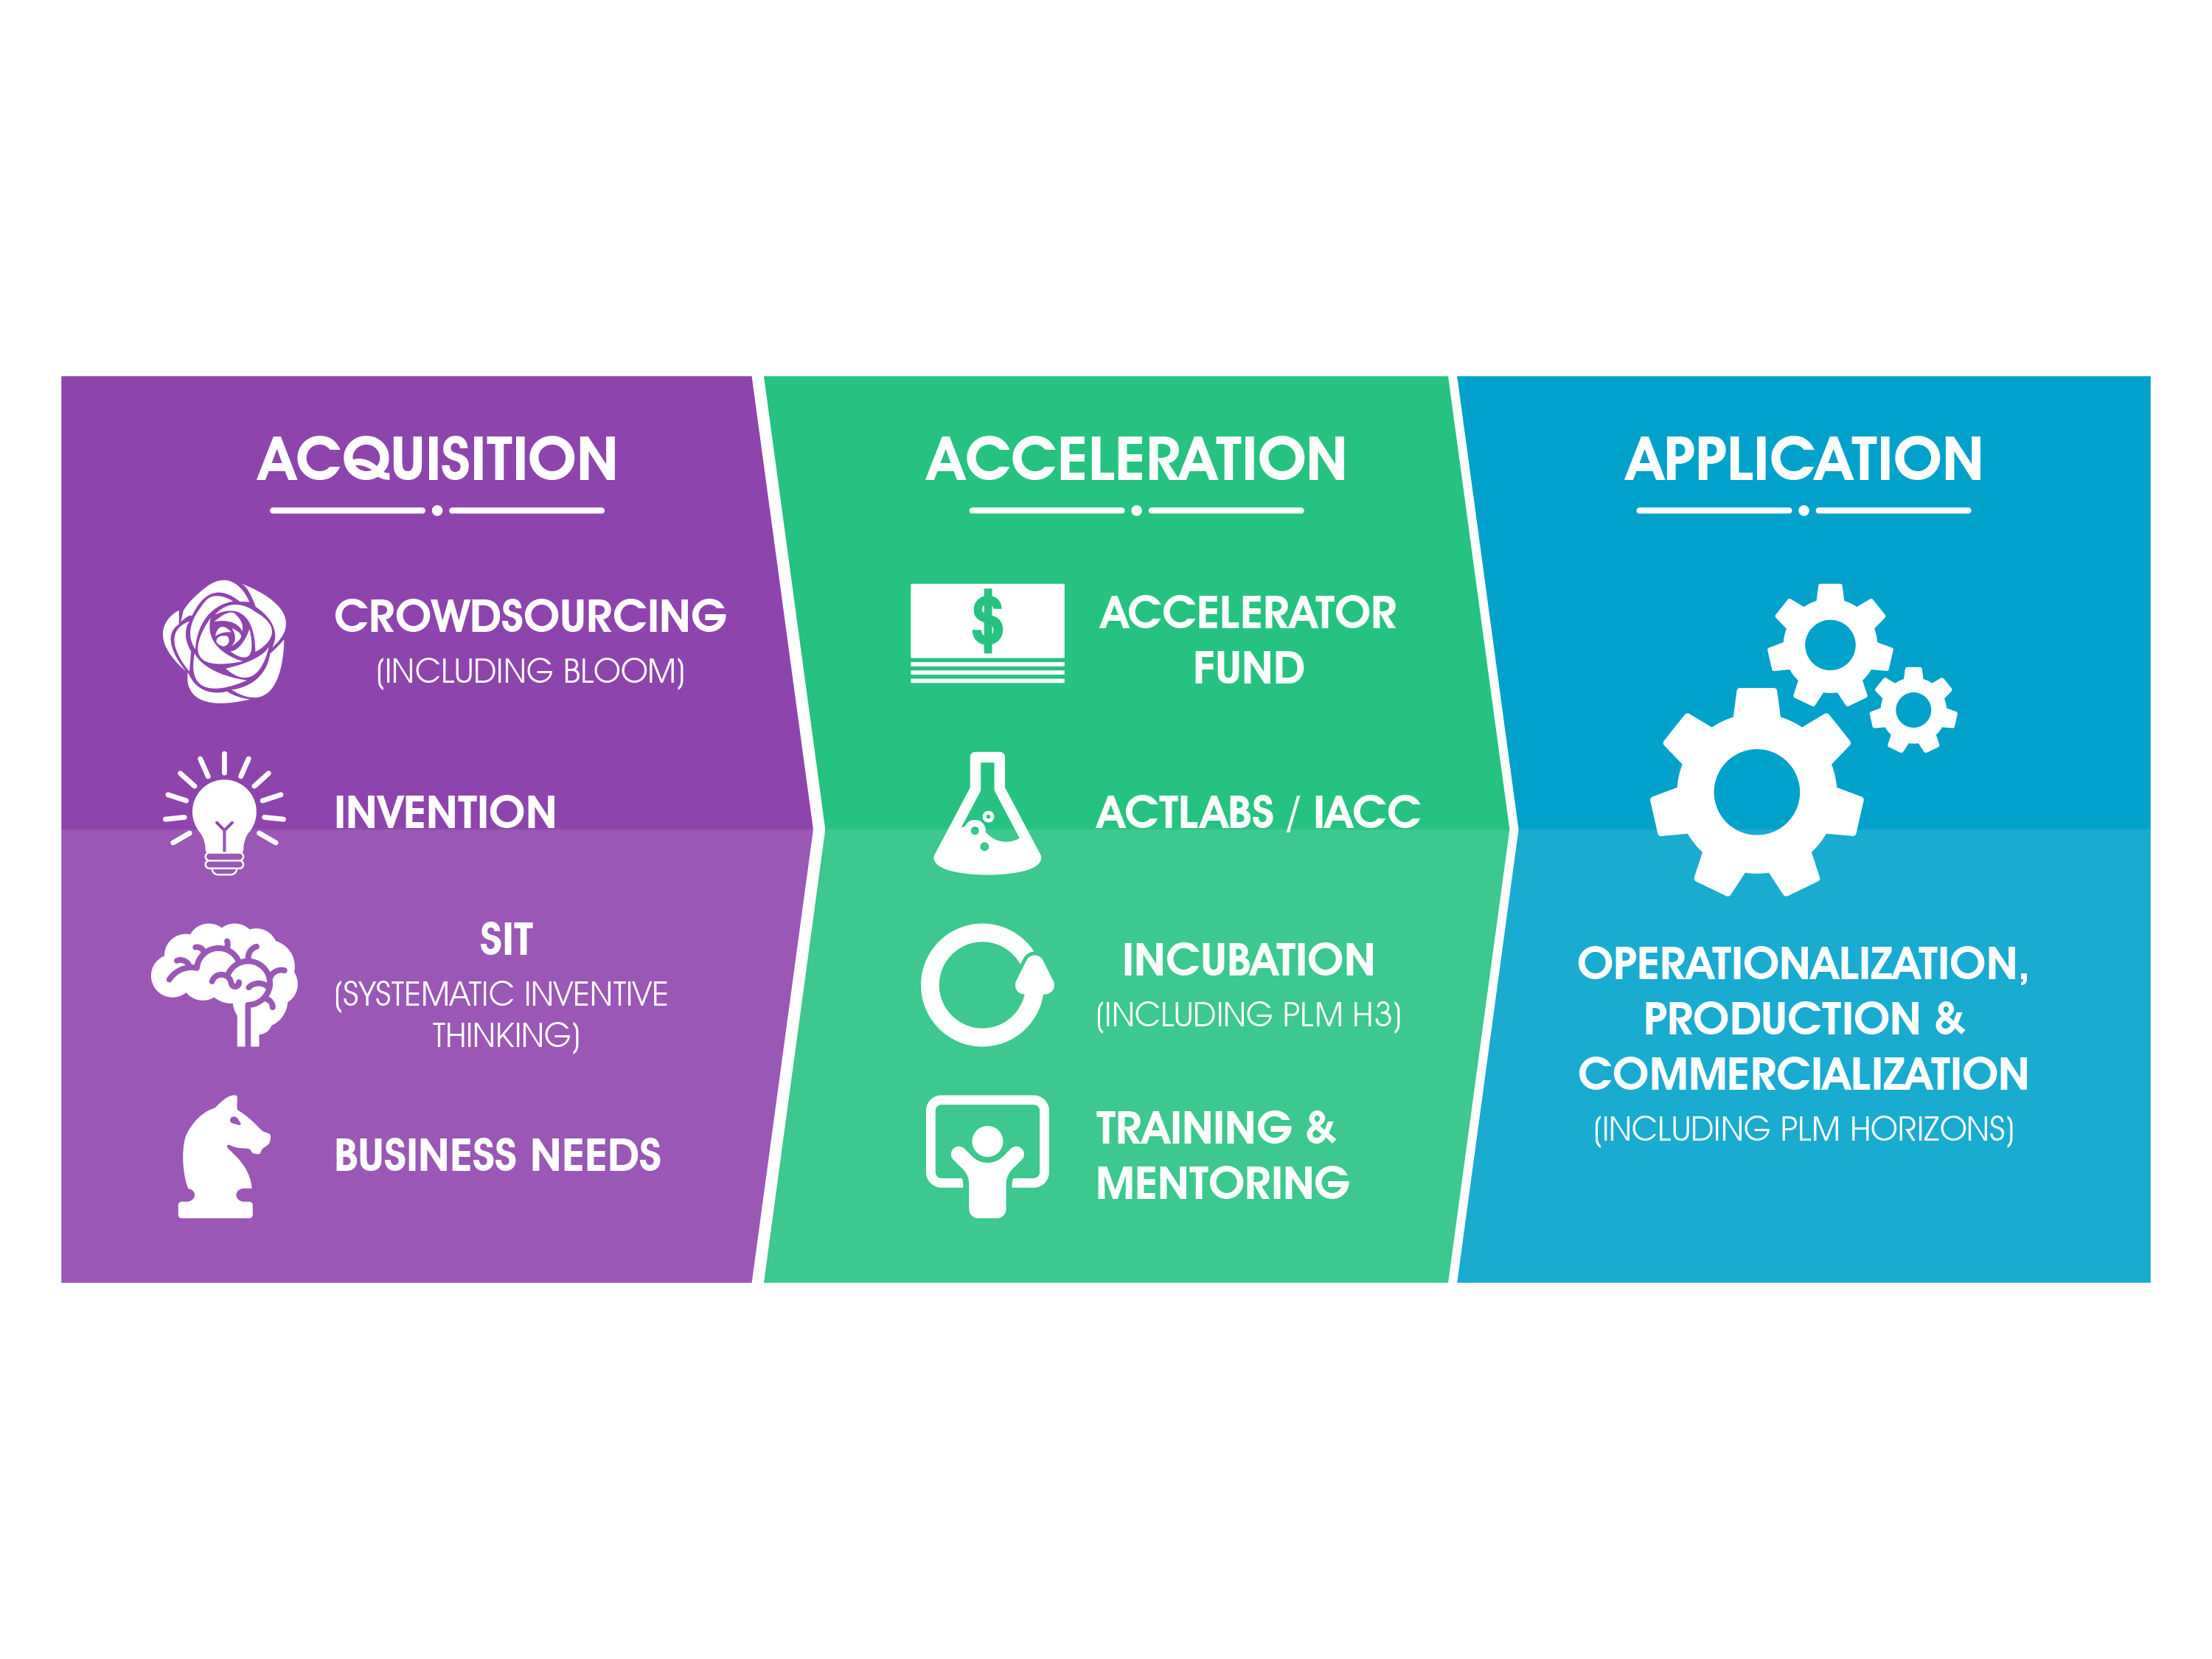 ACQUISITION
CROWDSOURCING
(INCLUDING BLOOM)
INVENTION
SIT
(SYSTEMATIC INVENTIVE
THINKING)
BUSINESS NEEDS
ACCELERATION
$
ACCELERATOR
FUND
ACTLABS / IACC
INCUBATION
(INCLUDING PLM H3)
TRAINING &
MENTORING
APPLICATION
OPERATIONALIZATION,
PRODUCTION &
COMMERCIALIZATION
(INCLUDING PLM HORIZONS)